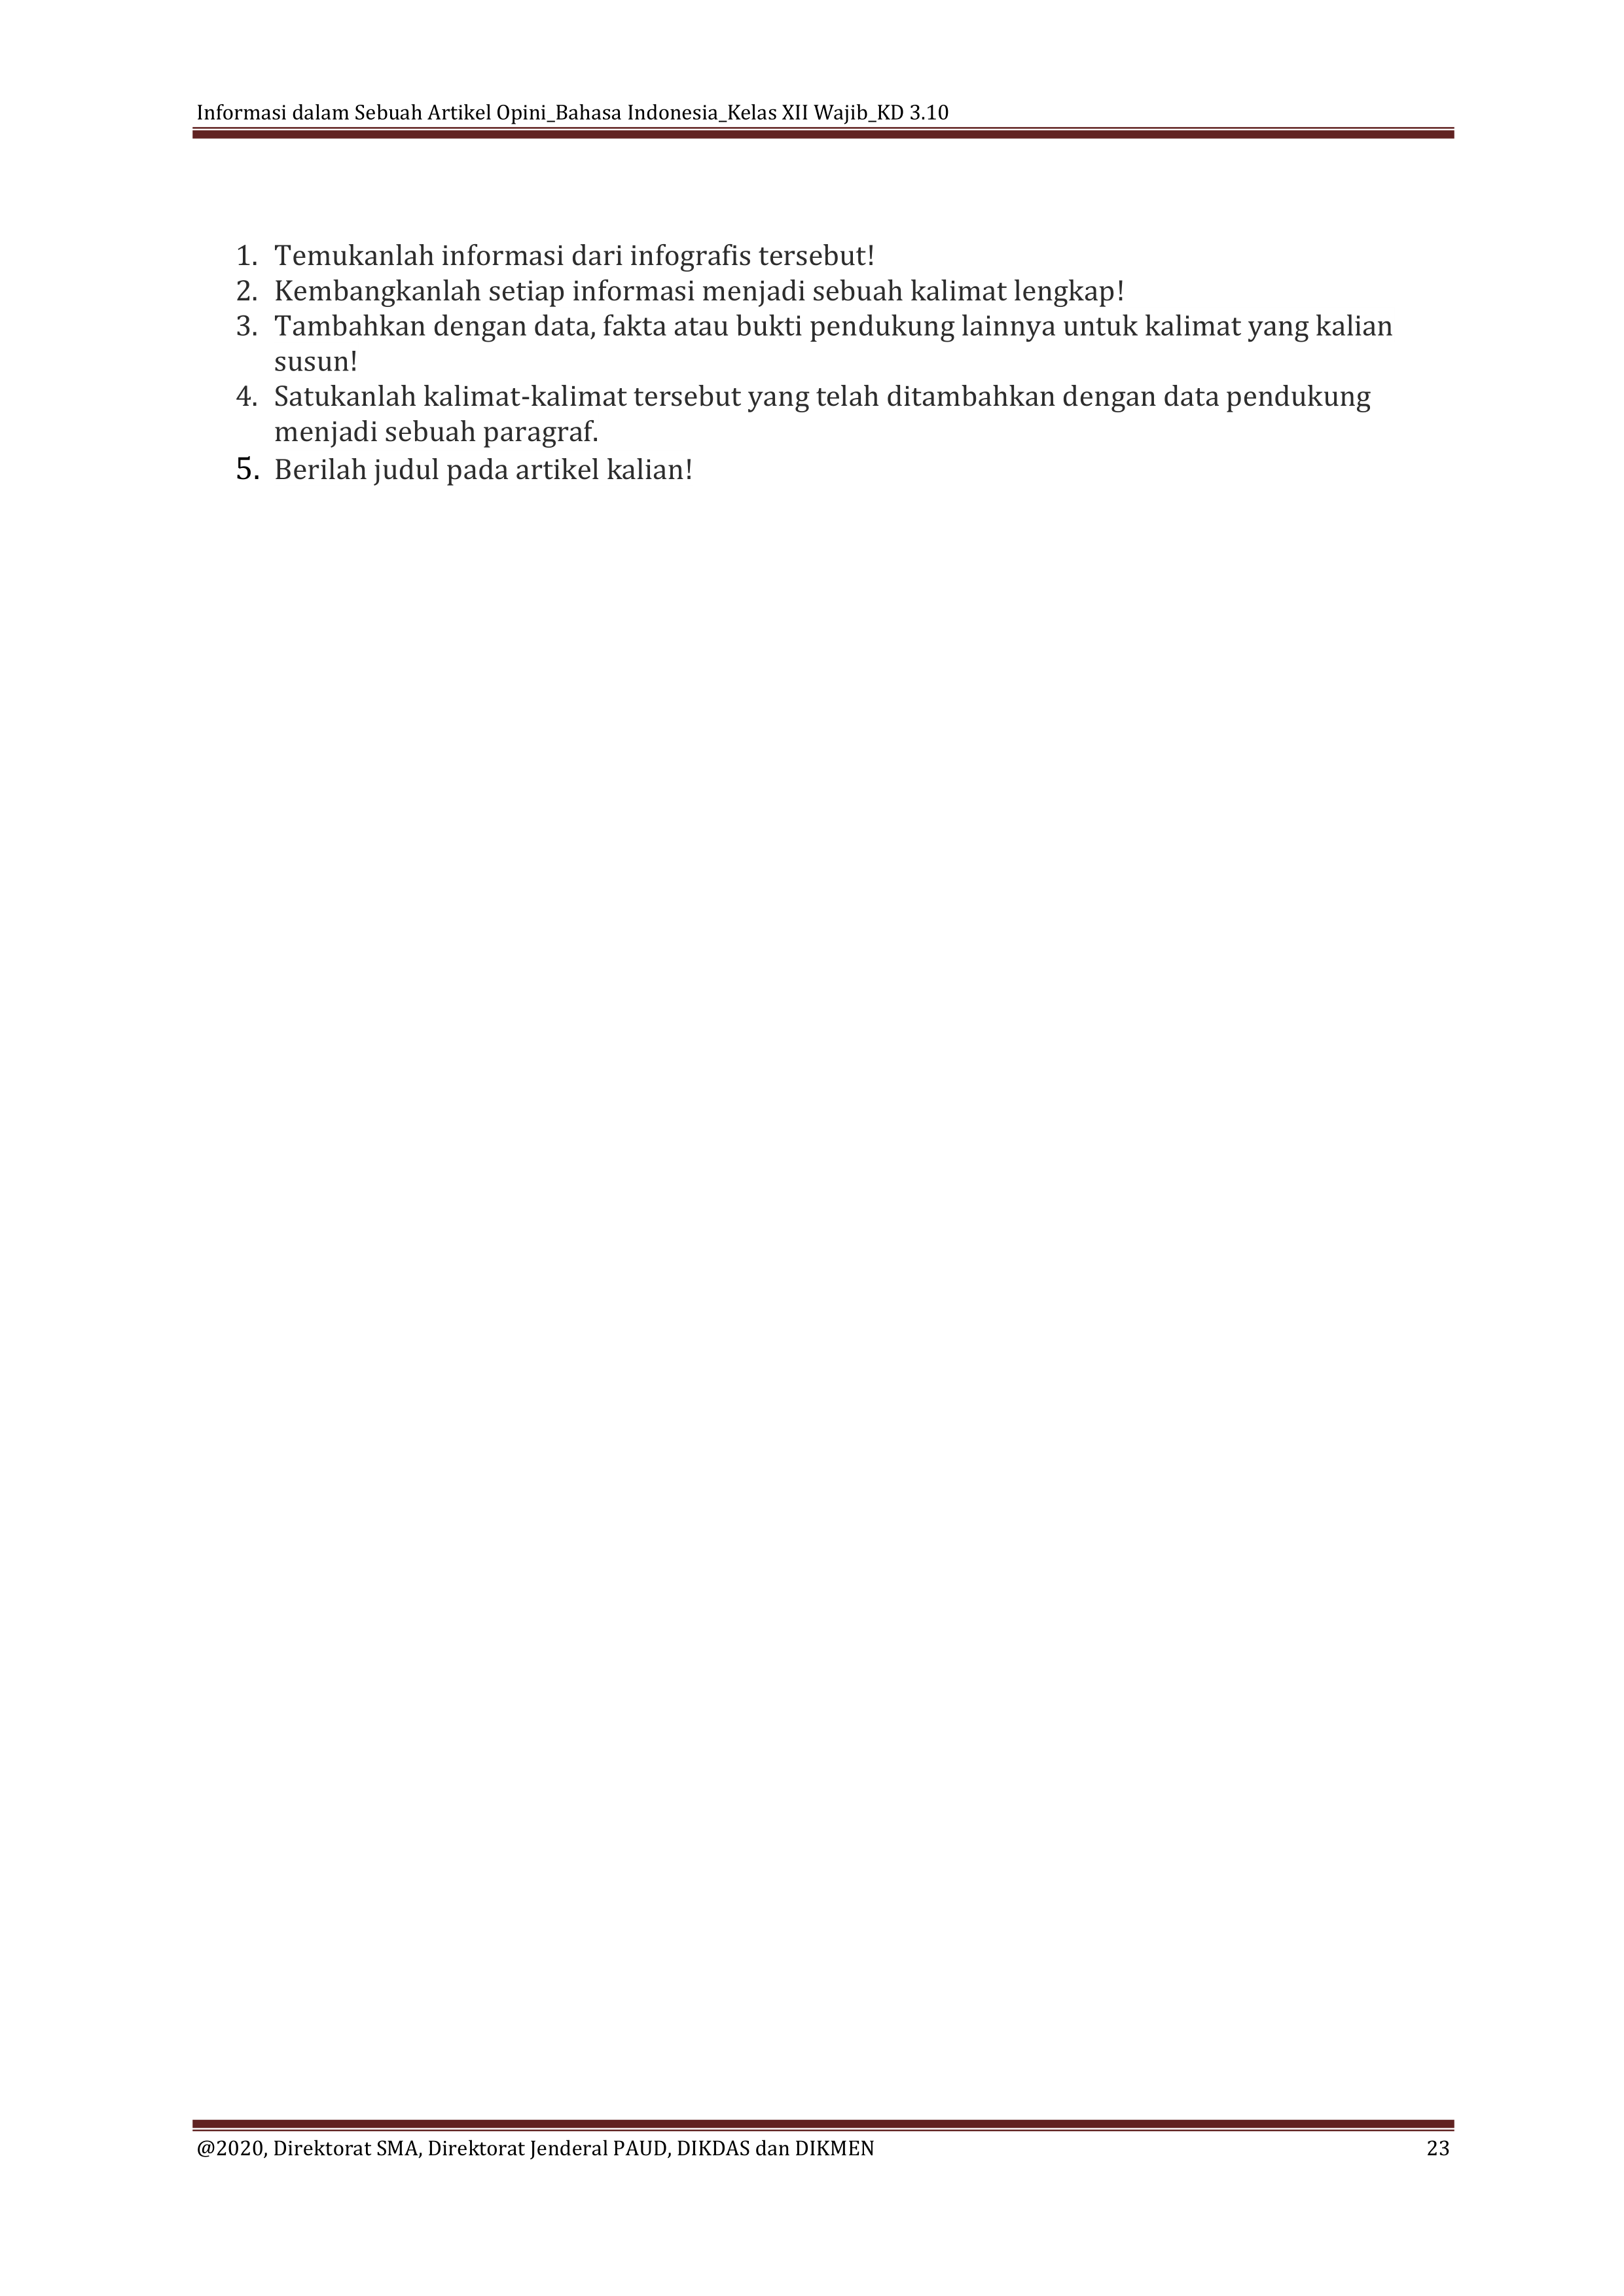 Informasi dalam Sebuah Artikel Opini_Bahasa Indonesia_Kelas XII Wajib_KD 3.10
1. Temukanlah informasi dari infografis tersebut!
2. Kembangkanlah setiap informasi menjadi sebuah kalimat lengkap!
3. Tambahkan dengan data, fakta atau bukti pendukung lainnya untuk kalimat yang kalian
susun!
4. Satukanlah kalimat-kalimat tersebut yang telah ditambahkan dengan data pendukung
menjadi sebuah paragraf.
5. Berilah judul pada artikel kalian!
@2020, Direktorat SMA, Direktorat Jenderal PAUD, DIKDAS dan DIKMEN 23